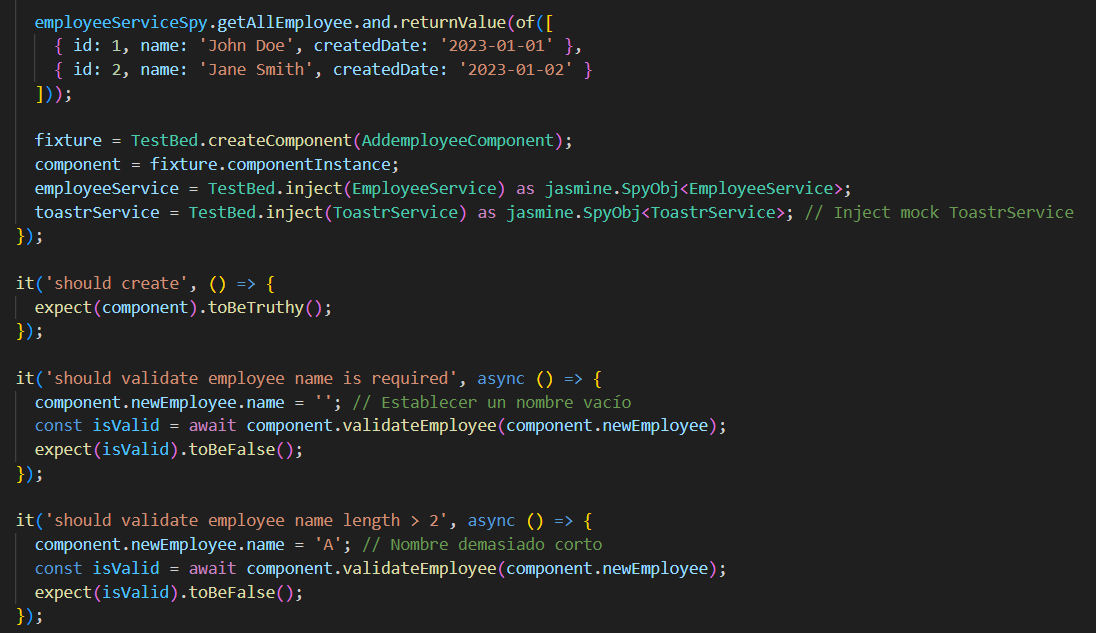 employeeServiceSpy.getAllEmployee.and.returnValue(of([
{ id: 1, name: 'John Doe', createdDate: '2023-01-01' },
{ id: 2, name: 'Jane Smith', createdDate: '2023-01-02' }
]));
fixture = TestBed.createComponent(AddemployeeComponent);
component = fixture.componentInstance;
employeeService = TestBed.inject(EmployeeService) as jasmine.SpyObj<EmployeeService>;
toastrService = TestBed.inject(ToastrService) as jasmine.SpyObj<ToastrService>; // Inject mock ToastrService
});
it('should create', () => {
expect(component).toBeTruthy();
});
it('should validate employee name is required', async () => {
component.newEmployee.name = ''; // Establecer un nombre vacío
const isValid = await component.validateEmployee(component.newEmployee);
expect(isValid).toBeFalse();
});
it('should validate employee name length > 2', async () => {
component.newEmployee.name = 'A'; // Nombre demasiado corto
const isValid = await component.validateEmployee(component.newEmployee);
expect(isValid).toBeFalse();
});